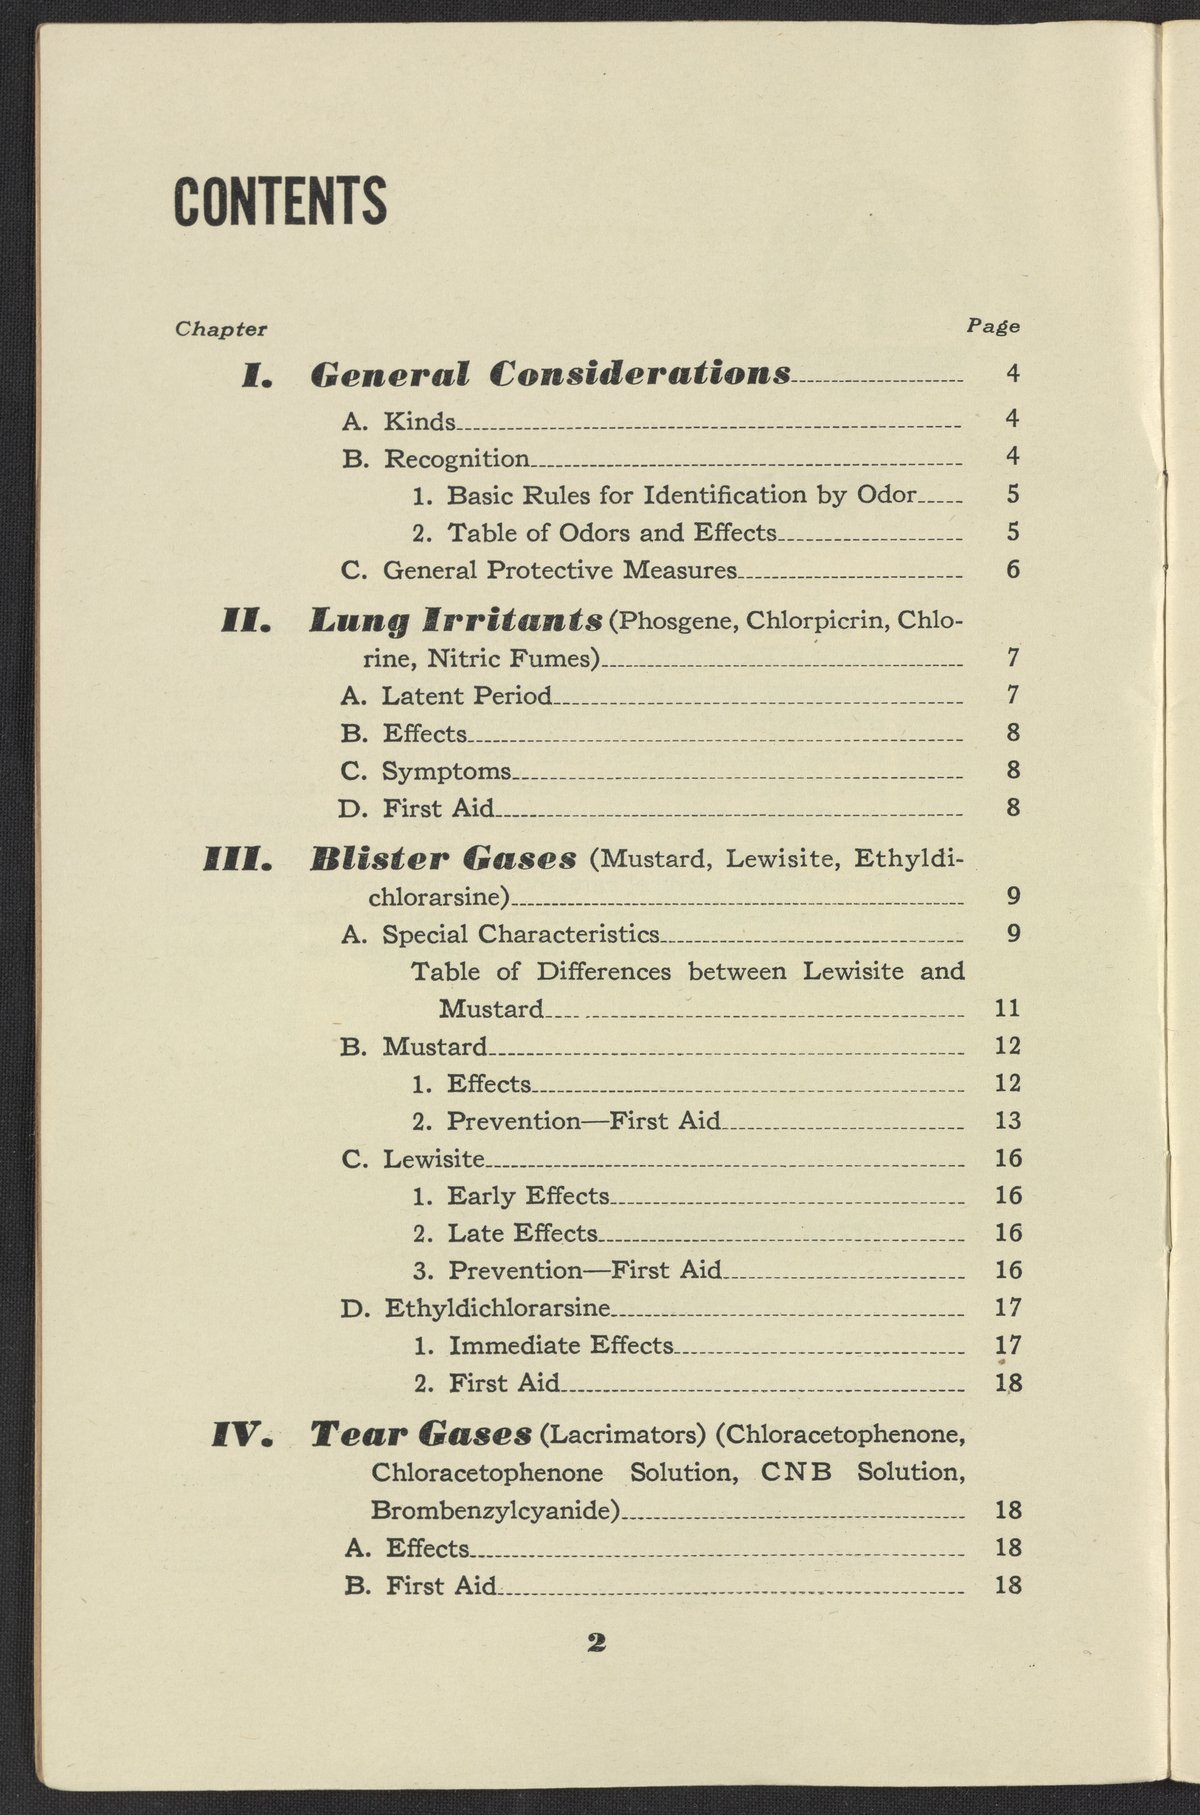 CONTENTS
Chapter Page
I. General Considerations 4
A. Kinds 4
B. Recognition 4
1. Basic Rules for Identification by Odor 5
2. Table of Odors and Effects 5
C. General Protective Measures 6
II. Lung Irritants (Phosgene, Chlorpicrin, Chlo-
rine, Nitric Fumes) 7
A. Latent Period 7
B. Effects 8
C. Symptoms 8
D. First Aid 8
III. Blister Gases (Mustard, Lewisite, Ethyldi-
chlorarsine) 9
A. Special Characteristics 9
Table of Differences between Lewisite and
Mustard 11
B. Mustard 12
1. Effects 12
2. Prevention—First Aid 13
C. Lewisite 16
1. Early Effects 16
2. Late Effects 16
3. Prevention—First Aid 16
D. Ethyldichlorarsine 17
1. Immediate Effects 17
2. First Aid 18
IV. Tear Gases (Lacrimators) (Chloracetophenone,
Chloracetophenone Solution, CNB Solution,
Brombenzylcyanide) 18
A. Effects 18
B. First Aid 18
2